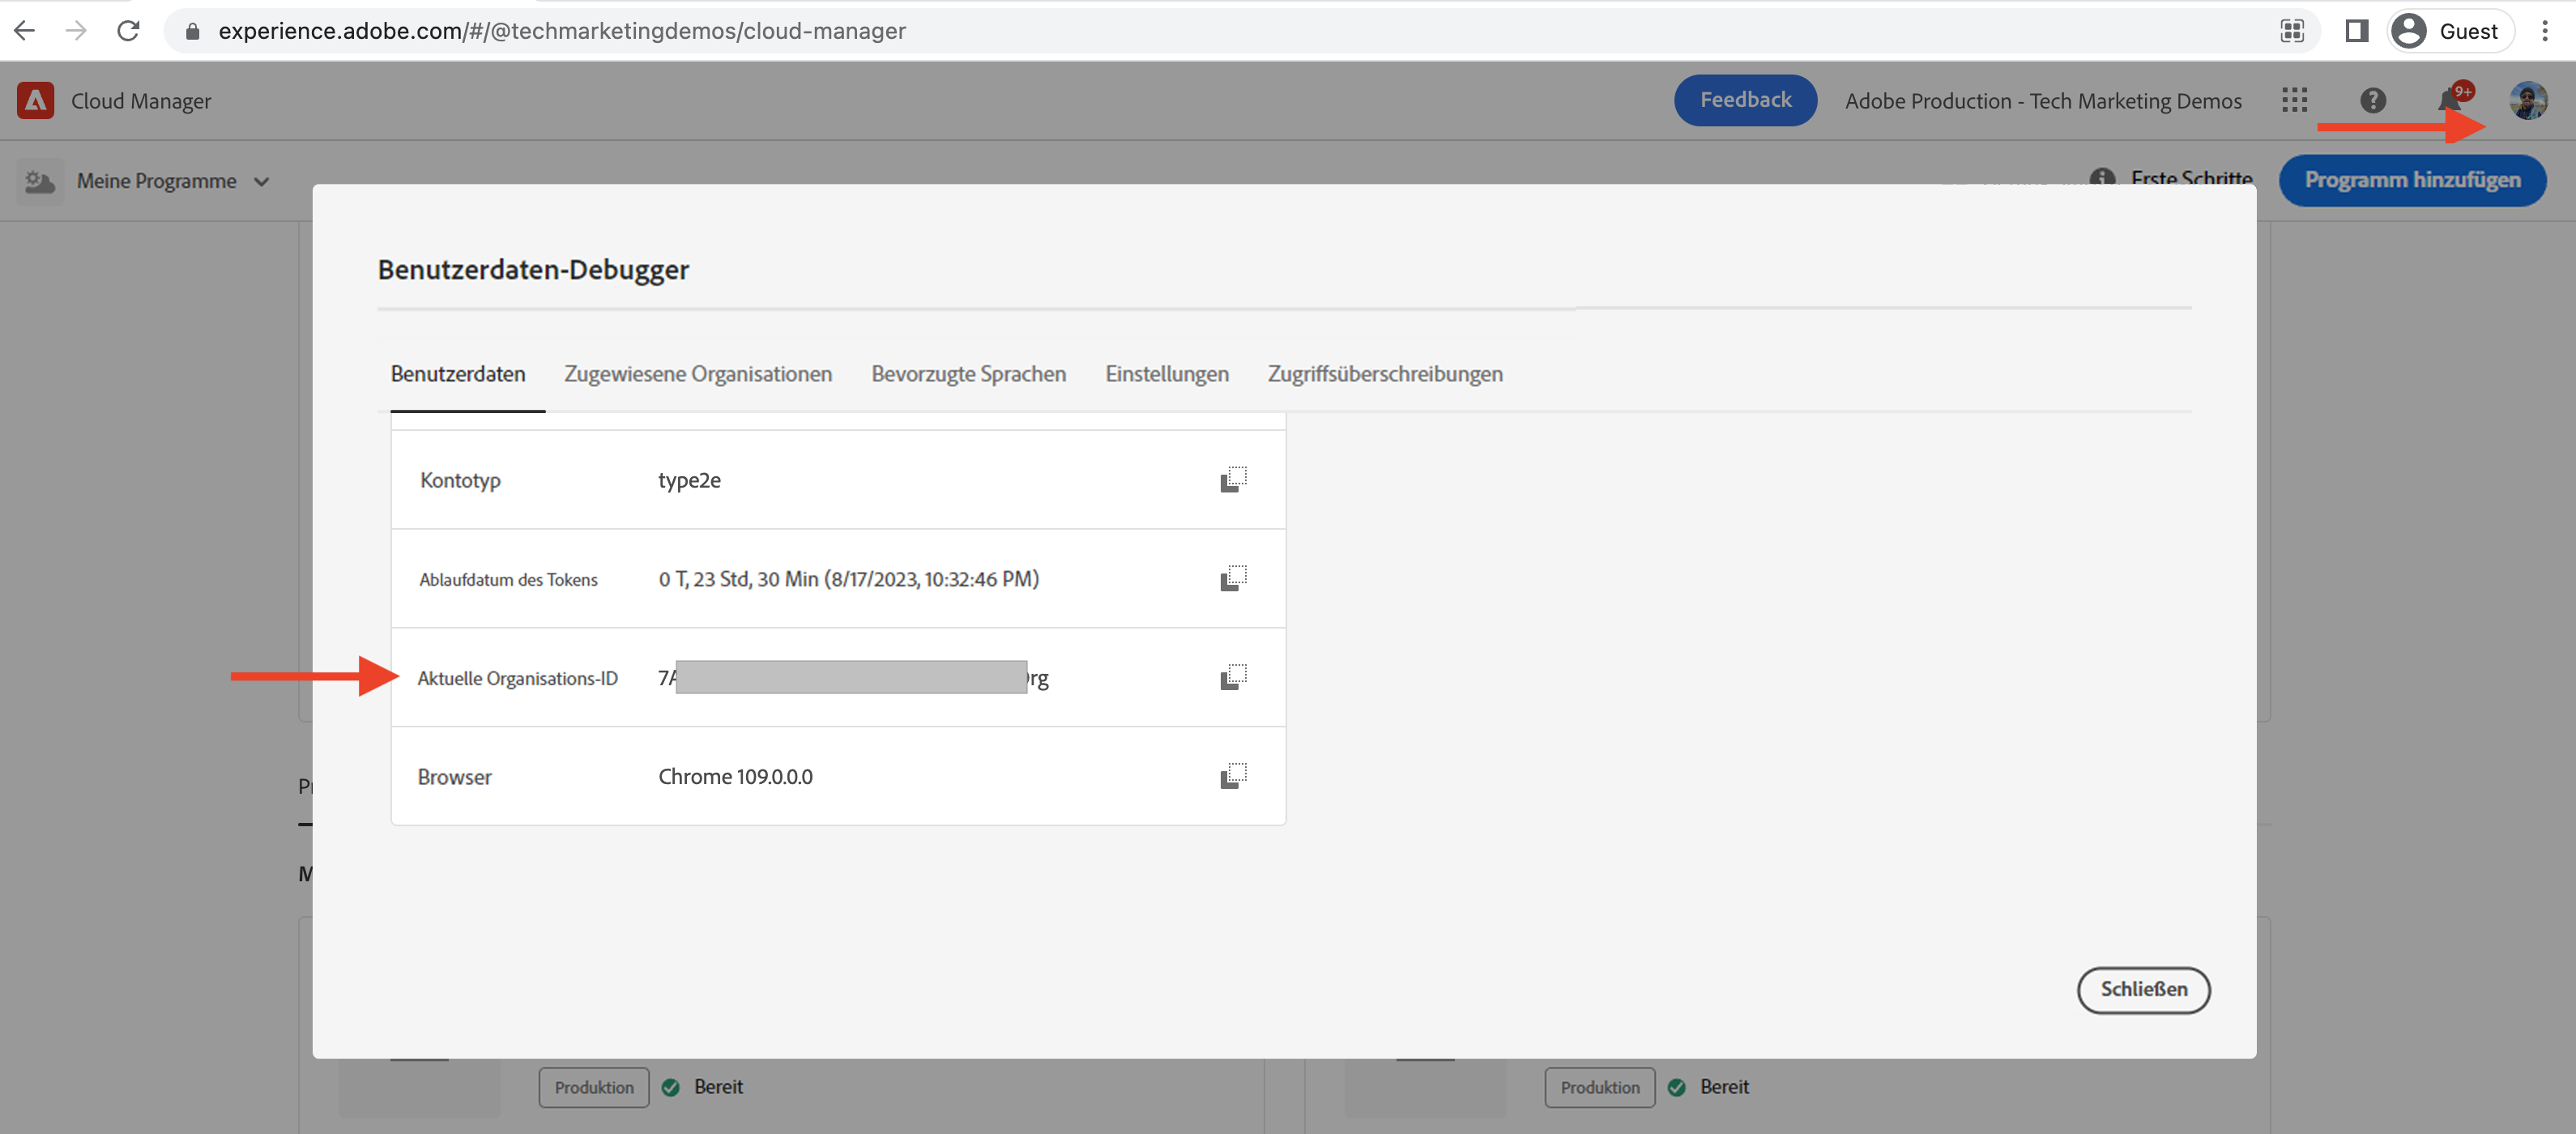 experience.adobe.com/#/@techmarketingdemos/cloud-manager
Guest
Cloud Manager
Feedback
Adobe Production - Tech Marketing Demos
9+
Meine Programme
Erste Schritte
Programm hinzufügen
Benutzerdaten-Debugger
Benutzerdaten Zugewiesene Organisationen Bevorzugte Sprachen Einstellungen Zugriffsüberschreibungen
Kontotyp type2e
Ablaufdatum des Tokens 0 T, 23 Std, 30 Min (8/17/2023, 10:32:46 PM)
Aktuelle Organisations-ID 7A rg
Browser Chrome 109.0.0.0
Schließen
Produktion Bereit
Produktion Bereit